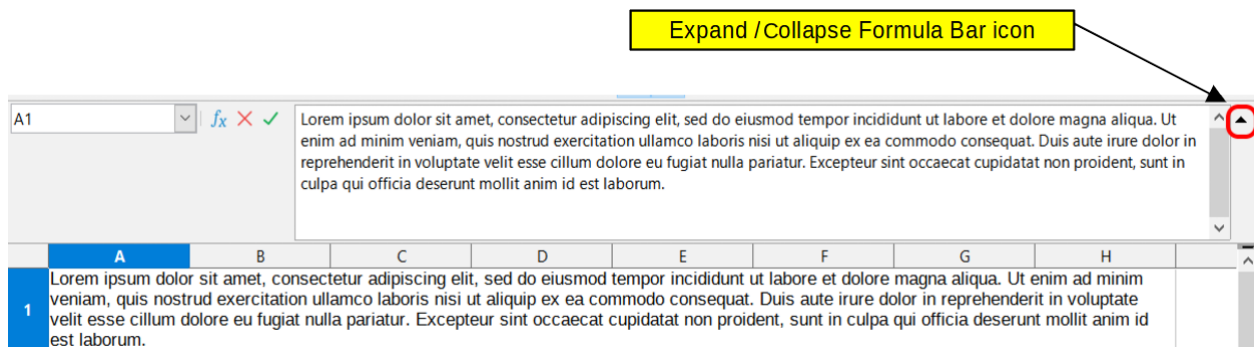 Expand /Collapse Formula Bar icon
A1
fx
Lorem ipsum dolor sit amet, consectetur adipiscing elit, sed do eiusmod tempor incididunt ut labore et dolore magna aliqua. Ut
enim ad minim veniam, quis nostrud exercitation ullamco laboris nisi ut aliquip ex ea commodo consequat. Duis aute irure dolor in
reprehenderit in voluptate velit esse cillum dolore eu fugiat nulla pariatur. Excepteur sint occaecat cupidatat non proident, sunt in
culpa qui officia deserunt mollit anim id est laborum.
A B C D E F G H
Lorem ipsum dolor sit amet, consectetur adipiscing elit, sed do eiusmod tempor incididunt ut labore et dolore magna aliqua. Ut enim ad minim
1 veniam, quis nostrud exercitation ullamco laboris nisi ut aliquip ex ea commodo consequat. Duis aute irure dolor in reprehenderit in voluptate
velit esse cillum dolore eu fugiat nulla pariatur. Excepteur sint occaecat cupidatat non proident, sunt in culpa qui officia deserunt mollit anim id
est laborum.